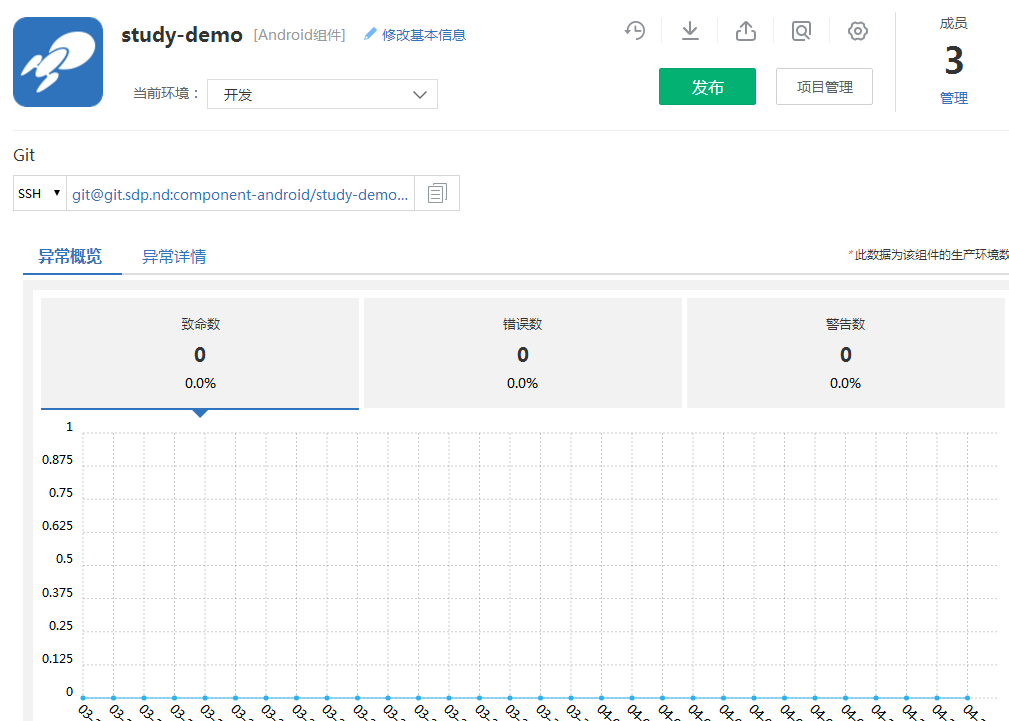 study-demo [Android组件] 修改基本信息
当前环境： 开发
发布
项目管理
成员
3
管理
Git
SSH
git@git.sdp.nd:component-android/study-demo...
异常概览 异常详情
*此数据为该组件的生产环境数
致命数
0
0.0%
错误数
0
0.0%
警告数
0
0.0%
1
0.875
0.75
0.625
0.5
0.375
0.25
0.125
0